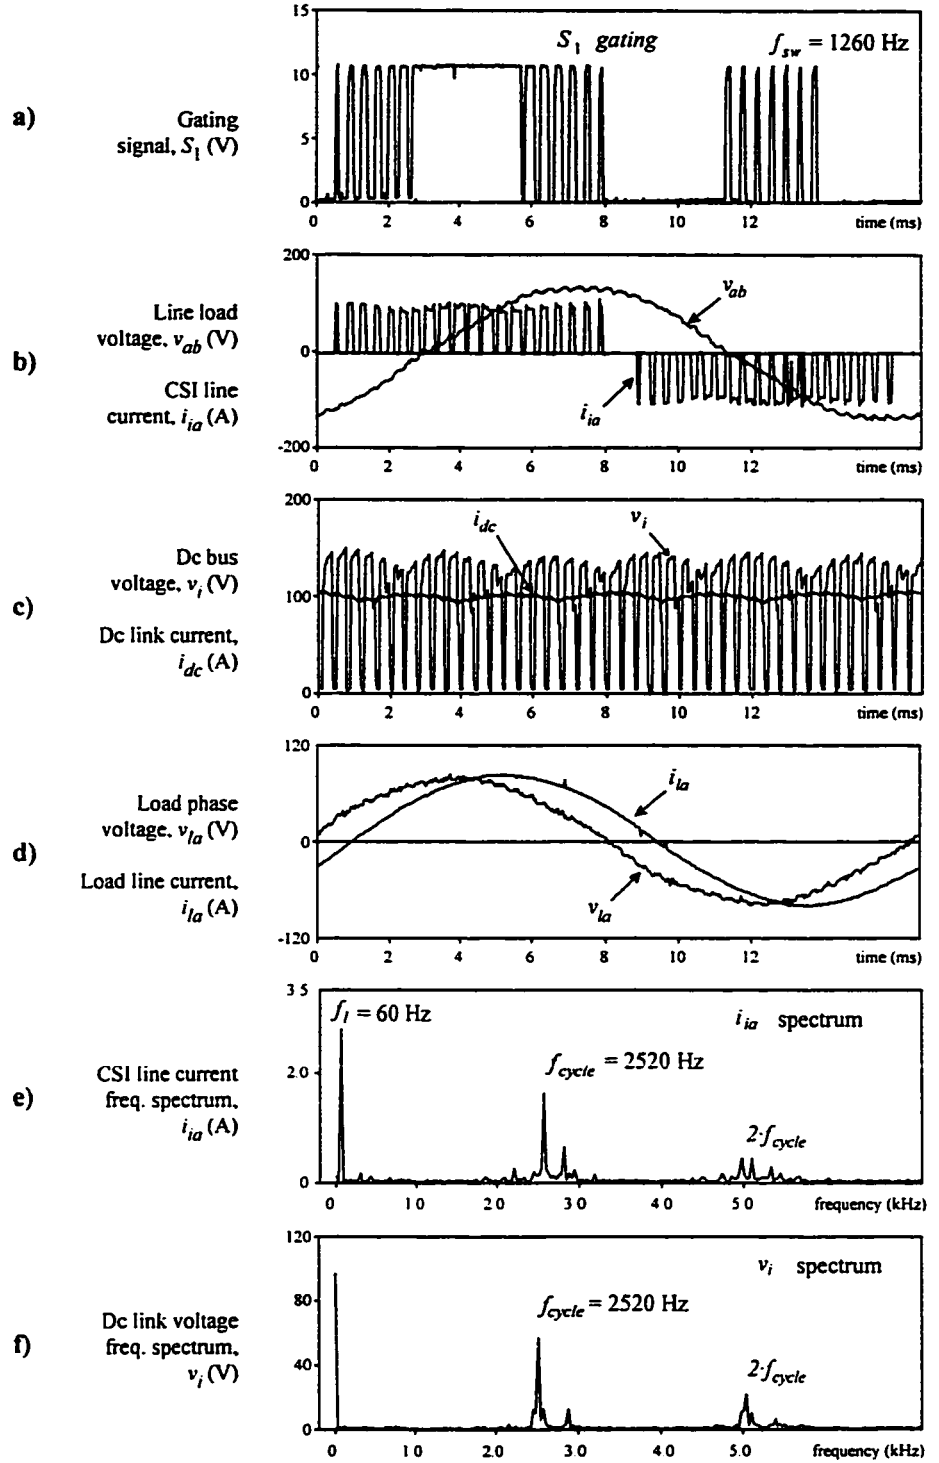 a)
Gating
signal, S1 (V)
15
10
5
0
S1 gating
fsw = 1260 Hz
0 2 4 6 8 10 12 time (ms)
b)
Line load
voltage, vab (V)
CSI line
current, iia (A)
200
0
-200
vab
iia
0 2 4 6 8 10 12 time (ms)
c)
Dc bus
voltage, vi (V)
Dc link current,
idc (A)
200
100
0
idc
vi
0 2 4 6 8 10 12 time (ms)
d)
Load phase
voltage, vla (V)
Load line current,
ila (A)
120
0
-120
ila
vla
0 2 4 6 8 10 12 time (ms)
e)
CSI line current
freq. spectrum,
iia (A)
3 5
2 0
0
fl = 60 Hz
iia spectrum
fcycle = 2520 Hz
2·fcycle
0 1 0 2 0 3 0 4 0 5 0 frequency (kHz)
f)
Dc link voltage
freq. spectrum,
vi (V)
120
80
40
0
vi spectrum
fcycle = 2520 Hz
2·fcycle
0 1 0 2 0 3 0 4 0 5 0 frequency (kHz)